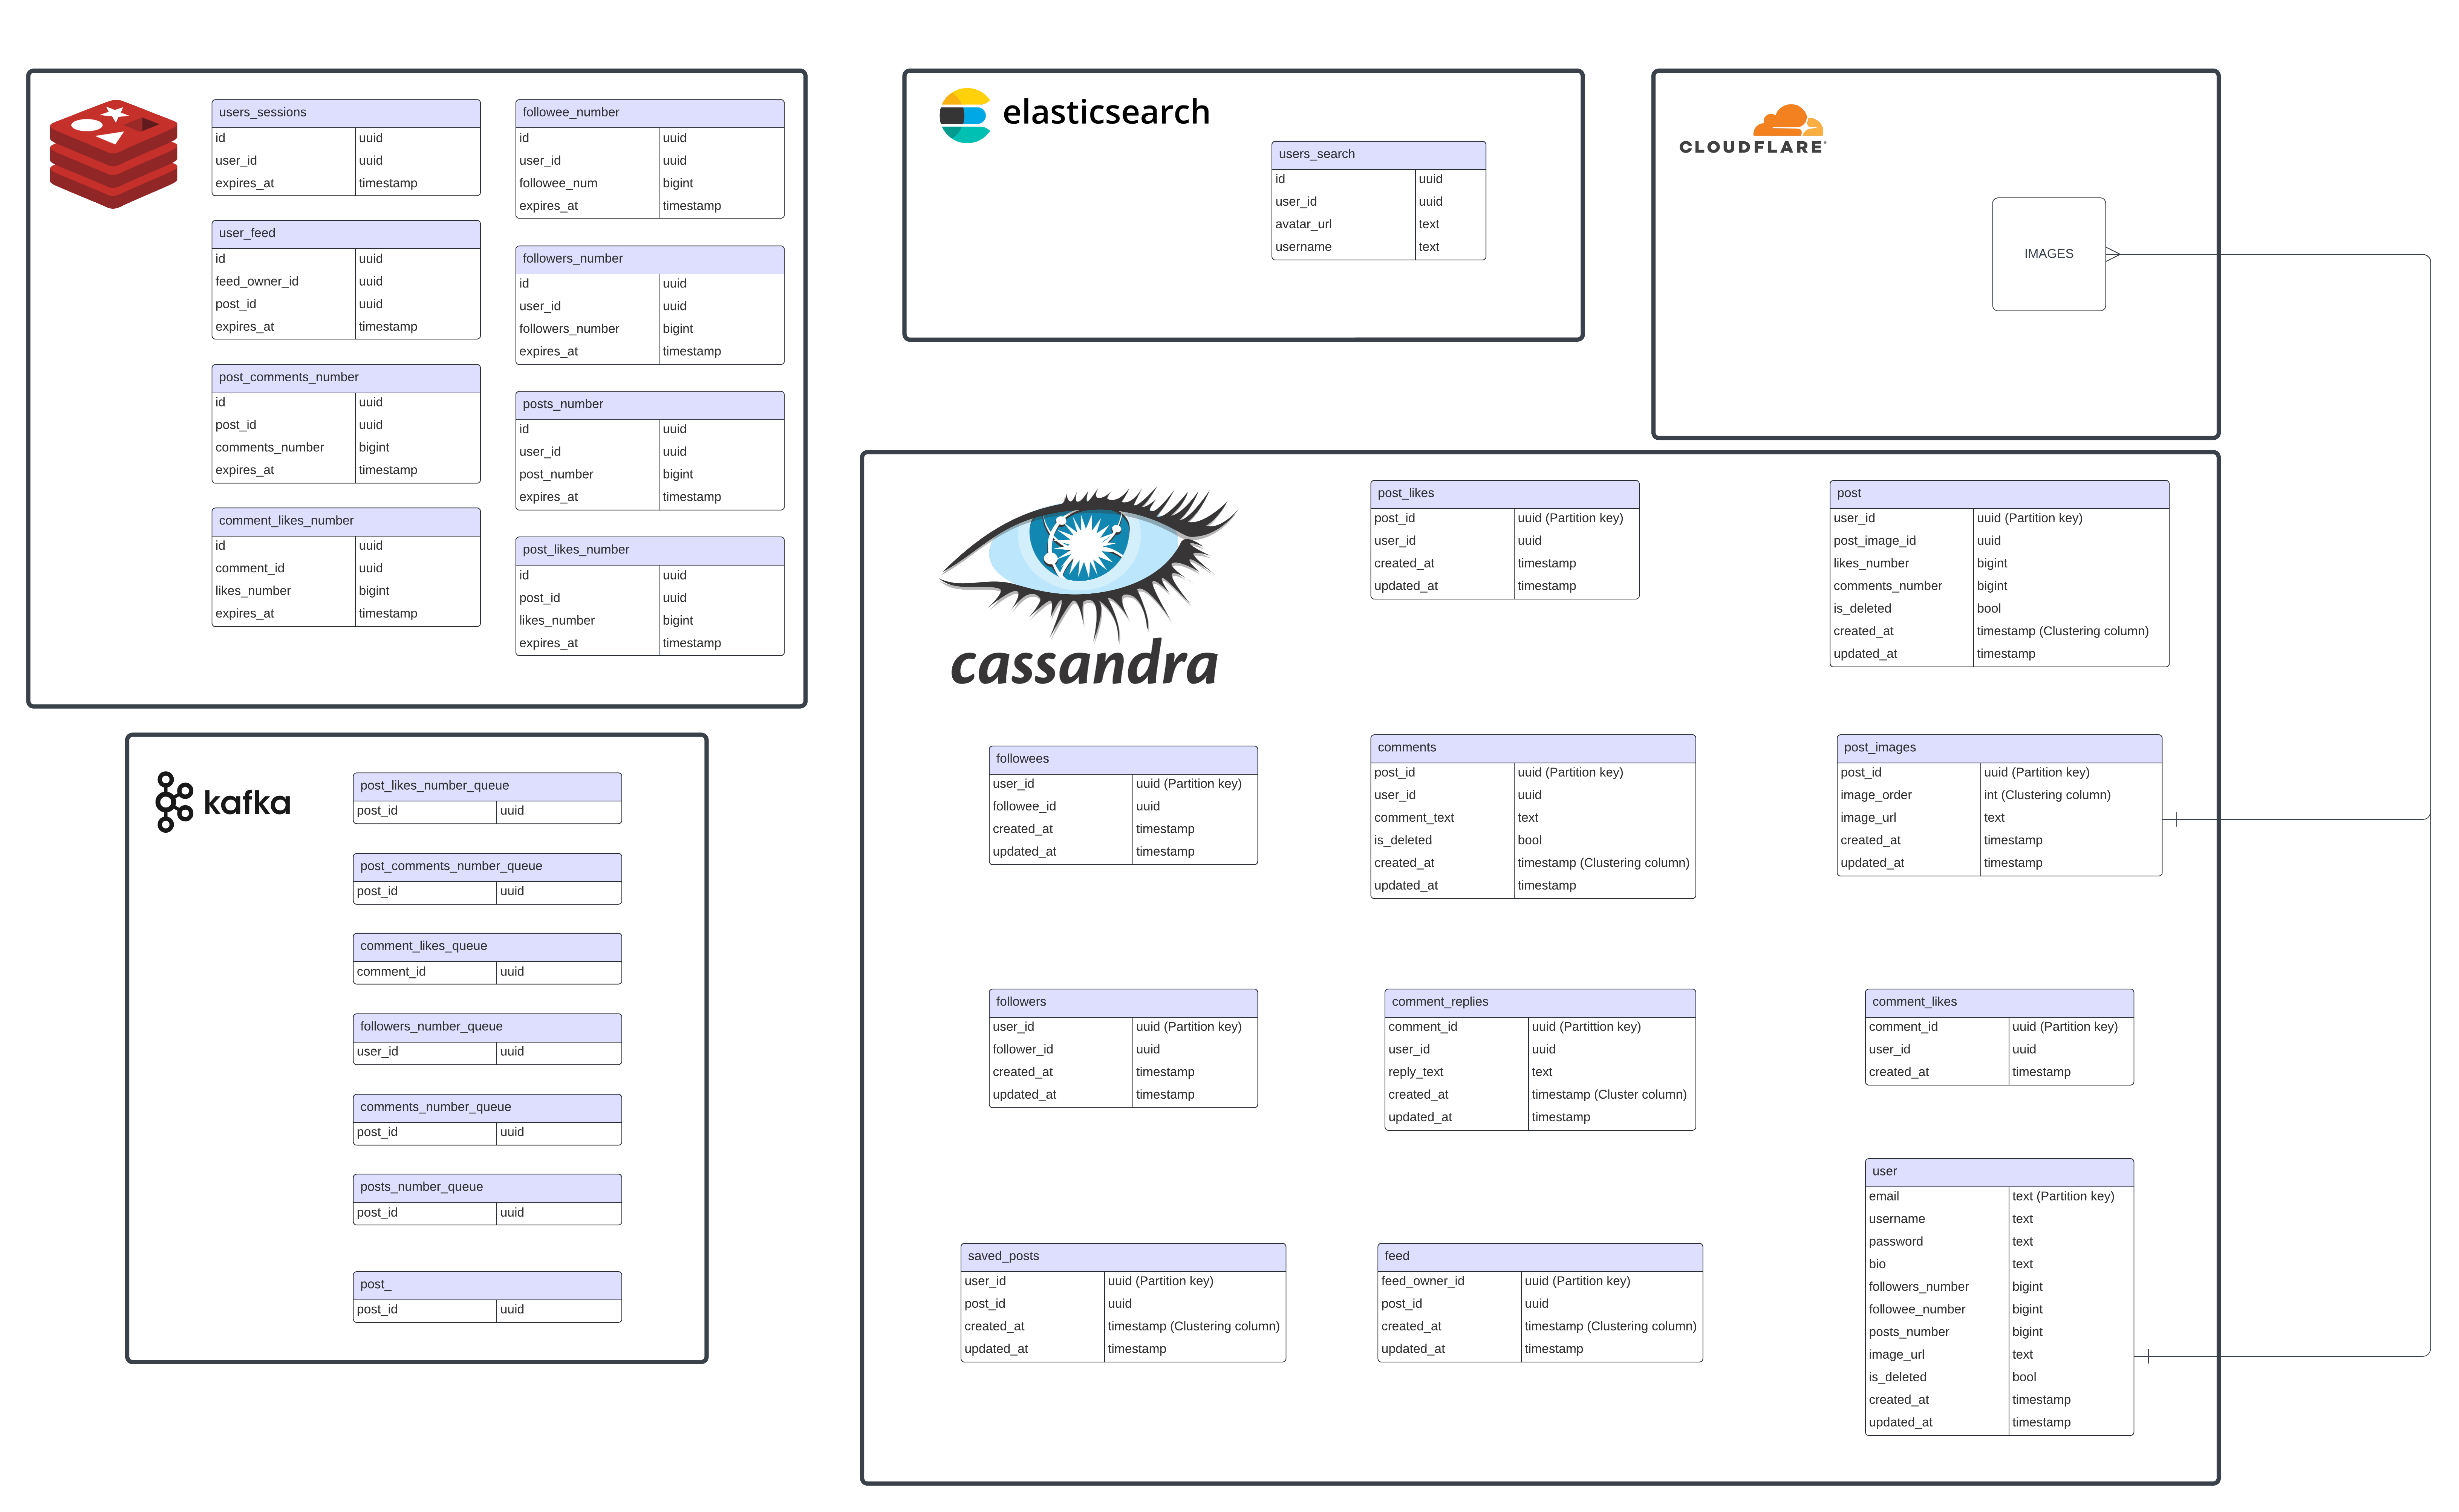 users_sessions
id uuid
user_id uuid
expires_at timestamp
user_feed
id uuid
feed_owner_id uuid
post_id uuid
expires_at timestamp
post_comments_number
id uuid
post_id uuid
comments_number bigint
expires_at timestamp
comment_likes_number
id uuid
comment_id uuid
likes_number bigint
expires_at timestamp
followee_number
id uuid
user_id uuid
followee_num bigint
expires_at timestamp
followers_number
id uuid
user_id uuid
followers_number bigint
expires_at timestamp
posts_number
id uuid
user_id uuid
post_number bigint
expires_at timestamp
post_likes_number
id uuid
post_id uuid
likes_number bigint
expires_at timestamp
elasticsearch
users_search
id uuid
user_id uuid
avatar_url text
username text
CLOUDFLARE
IMAGES
kafka
post_likes_number_queue
post_id uuid
post_comments_number_queue
post_id uuid
comment_likes_queue
comment_id uuid
followers_number_queue
user_id uuid
comments_number_queue
post_id uuid
posts_number_queue
post_id uuid
post_
post_id uuid
cassandra
post_likes
post_id uuid (Partition key)
user_id uuid
created_at timestamp
updated_at timestamp
post
user_id uuid (Partition key)
post_image_id uuid
likes_number bigint
comments_number bigint
is_deleted bool
created_at timestamp (Clustering column)
updated_at timestamp
followees
user_id uuid (Partition key)
followee_id uuid
created_at timestamp
updated_at timestamp
comments
post_id uuid (Partition key)
user_id uuid
comment_text text
is_deleted bool
created_at timestamp (Clustering column)
updated_at timestamp
post_images
post_id uuid (Partition key)
image_order int (Clustering column)
image_url text
created_at timestamp
updated_at timestamp
followers
user_id uuid (Partition key)
follower_id uuid
created_at timestamp
updated_at timestamp
comment_replies
comment_id uuid (Partittion key)
user_id uuid
reply_text text
created_at timestamp (Cluster column)
updated_at timestamp
comment_likes
comment_id uuid (Partition key)
user_id uuid
created_at timestamp
saved_posts
user_id uuid (Partition key)
post_id uuid
created_at timestamp (Clustering column)
updated_at timestamp
feed
feed_owner_id uuid (Partition key)
post_id uuid
created_at timestamp (Clustering column)
updated_at timestamp
user
email text (Partition key)
username text
password text
bio text
followers_number bigint
followee_number bigint
posts_number bigint
image_url text
is_deleted bool
created_at timestamp
updated_at timestamp